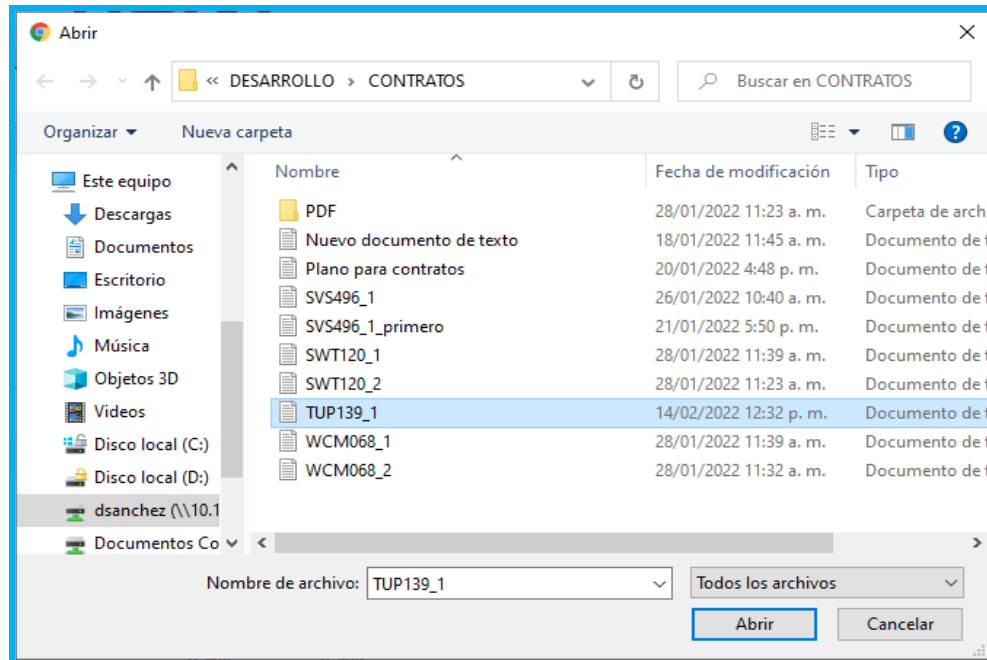 Abrir
« DESARROLLO > CONTRATOS
Buscar en CONTRATOS
Organizar
Nueva carpeta
Este equipo
Descargas
Documentos
Escritorio
Imágenes
Música
Objetos 3D
Videos
Disco local (C:)
Disco local (D:)
dsanchez (\\10.1
Documentos Co
Nombre Fecha de modificación Tipo
PDF 28/01/2022 11:23 a. m. Carpeta de archi
Nuevo documento de texto 18/01/2022 11:45 a. m. Documento de t
Plano para contratos 20/01/2022 4:48 p. m. Documento de t
SVS496_1 26/01/2022 10:40 a. m. Documento de t
SVS496_1_primero 21/01/2022 5:50 p. m. Documento de t
SWT120_1 28/01/2022 11:39 a. m. Documento de t
SWT120_2 28/01/2022 11:23 a. m. Documento de t
TUP139_1 14/02/2022 12:32 p. m. Documento de t
WCM068_1 28/01/2022 11:39 a. m. Documento de t
WCM068_2 28/01/2022 11:32 a. m. Documento de t
Nombre de archivo: TUP139_1 Todos los archivos
Abrir Cancelar